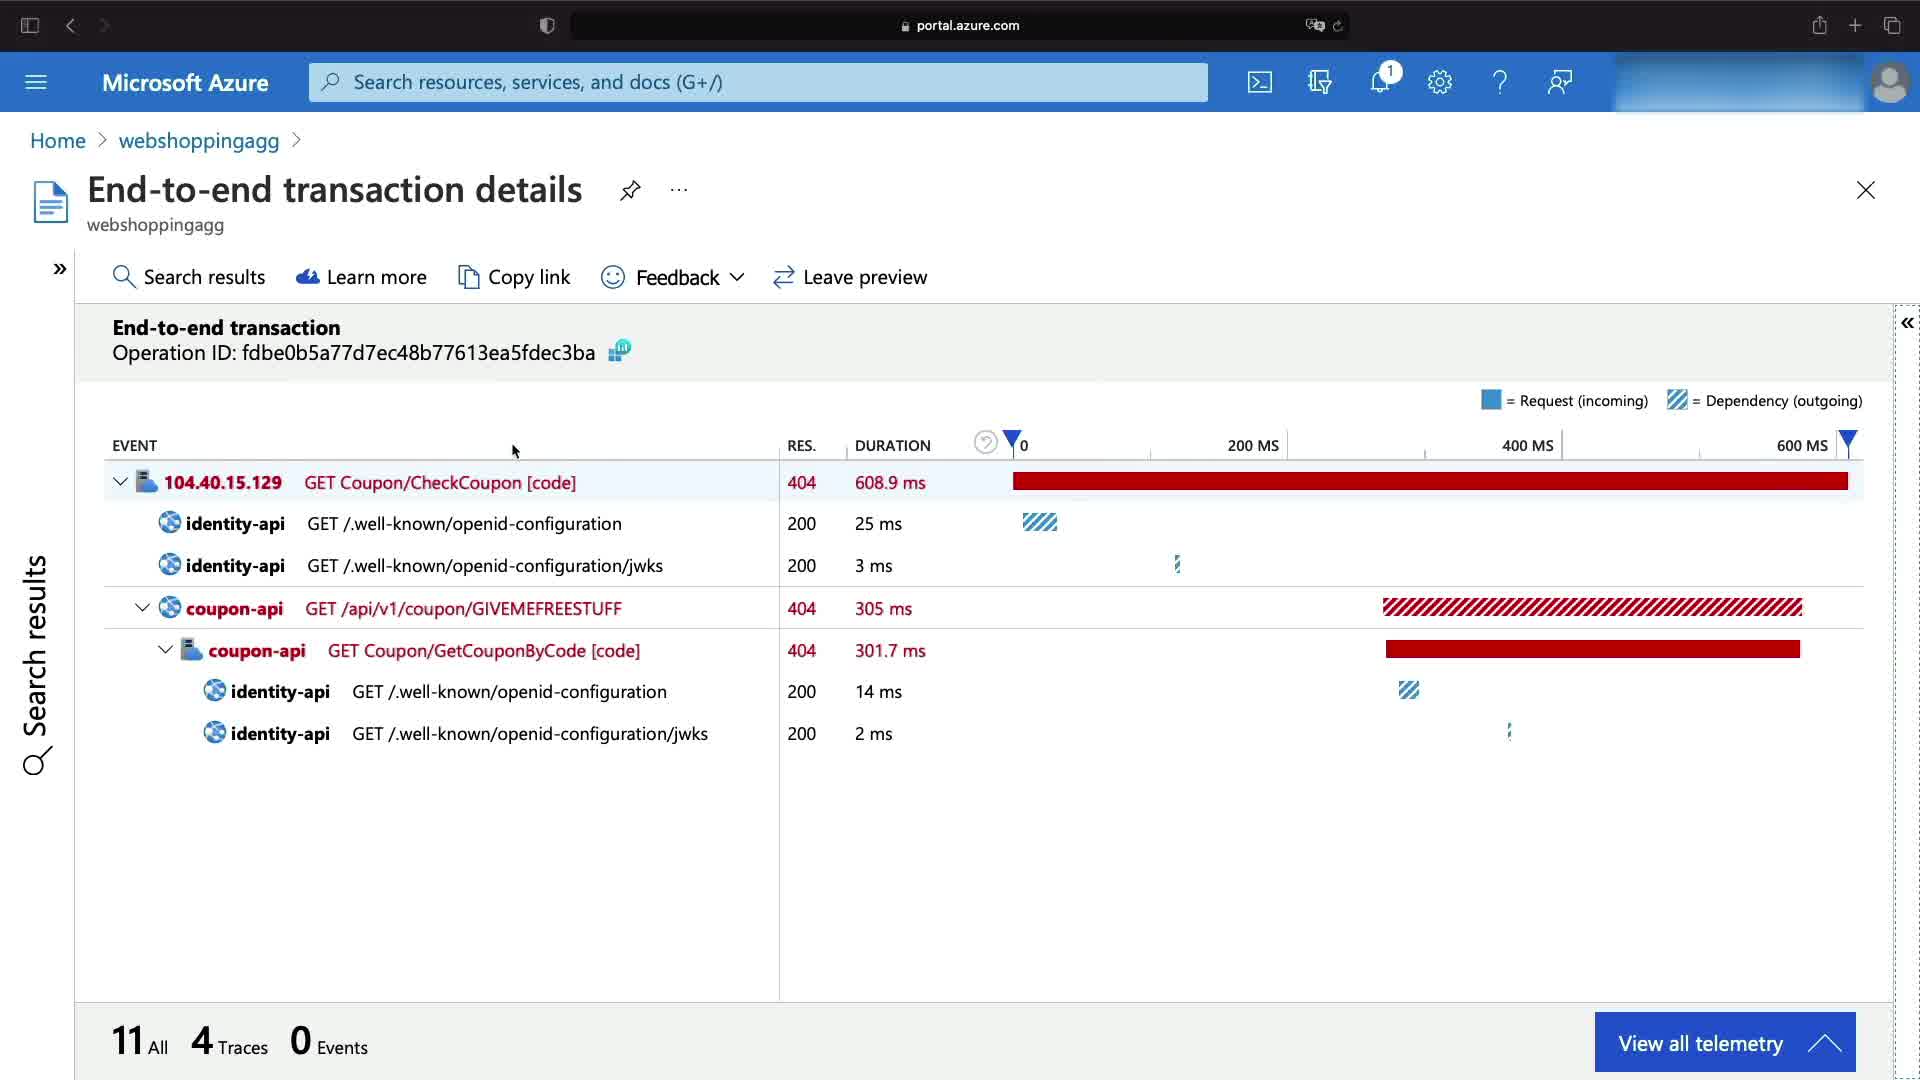 portal.azure.com
Microsoft Azure
Search resources, services, and docs (G+/)
1
Home > webshoppingagg >
End-to-end transaction details
webshoppingagg
Search results
Learn more
Copy link
Feedback
Leave preview
End-to-end transaction
Operation ID: fdbe0b5a77d7ec48b77613ea5fdec3ba
= Request (incoming) = Dependency (outgoing)
EVENT RES. DURATION 0 200 MS 400 MS 600 MS
104.40.15.129 GET Coupon/CheckCoupon [code] 404 608.9 ms
identity-api GET /.well-known/openid-configuration 200 25 ms
identity-api GET /.well-known/openid-configuration/jwks 200 3 ms
coupon-api GET /api/v1/coupon/GIVEMEFREESTUFF 404 305 ms
coupon-api GET Coupon/GetCouponByCode [code] 404 301.7 ms
identity-api GET /.well-known/openid-configuration 200 14 ms
identity-api GET /.well-known/openid-configuration/jwks 200 2 ms
Search results
11 All 4 Traces 0 Events
View all telemetry